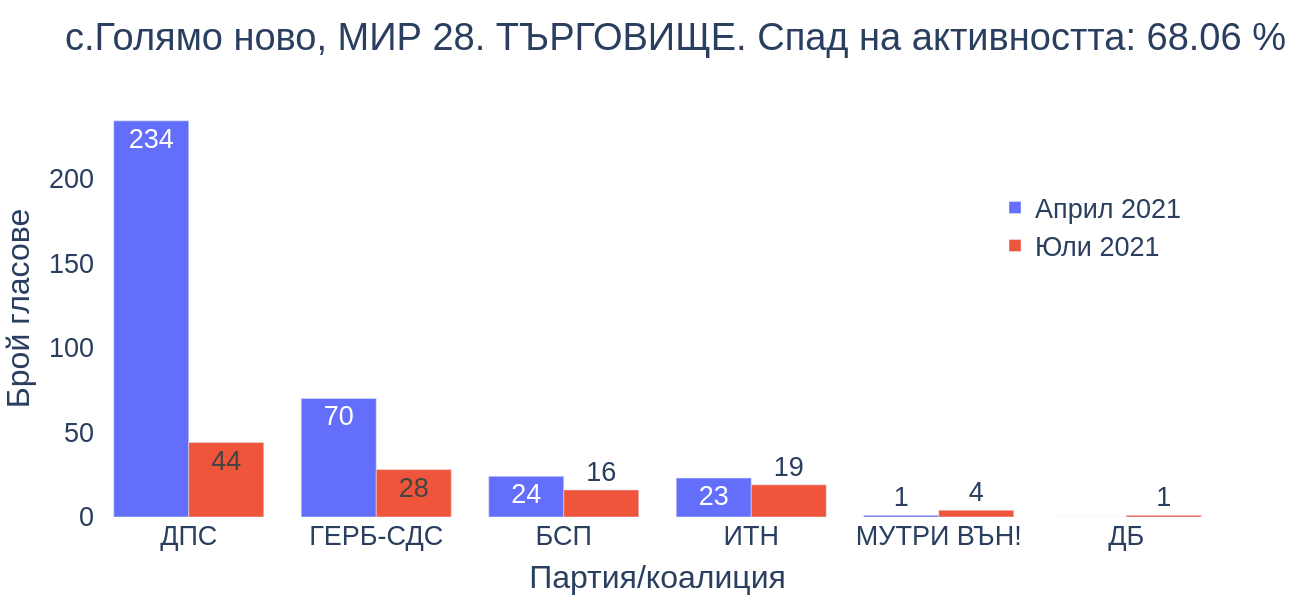 с.Голямо ново, МИР 28. ТЪРГОВИЩЕ. Спад на активността: 68.06 %
Брой гласове
200
150
100
50
0
234
44
70
28
24
16
23
19
1
4
1
Април 2021
Юли 2021
ДПС
ГЕРБ-СДС
БСП
ИТН
МУТРИ ВЪН!
ДБ
Партия/коалиция